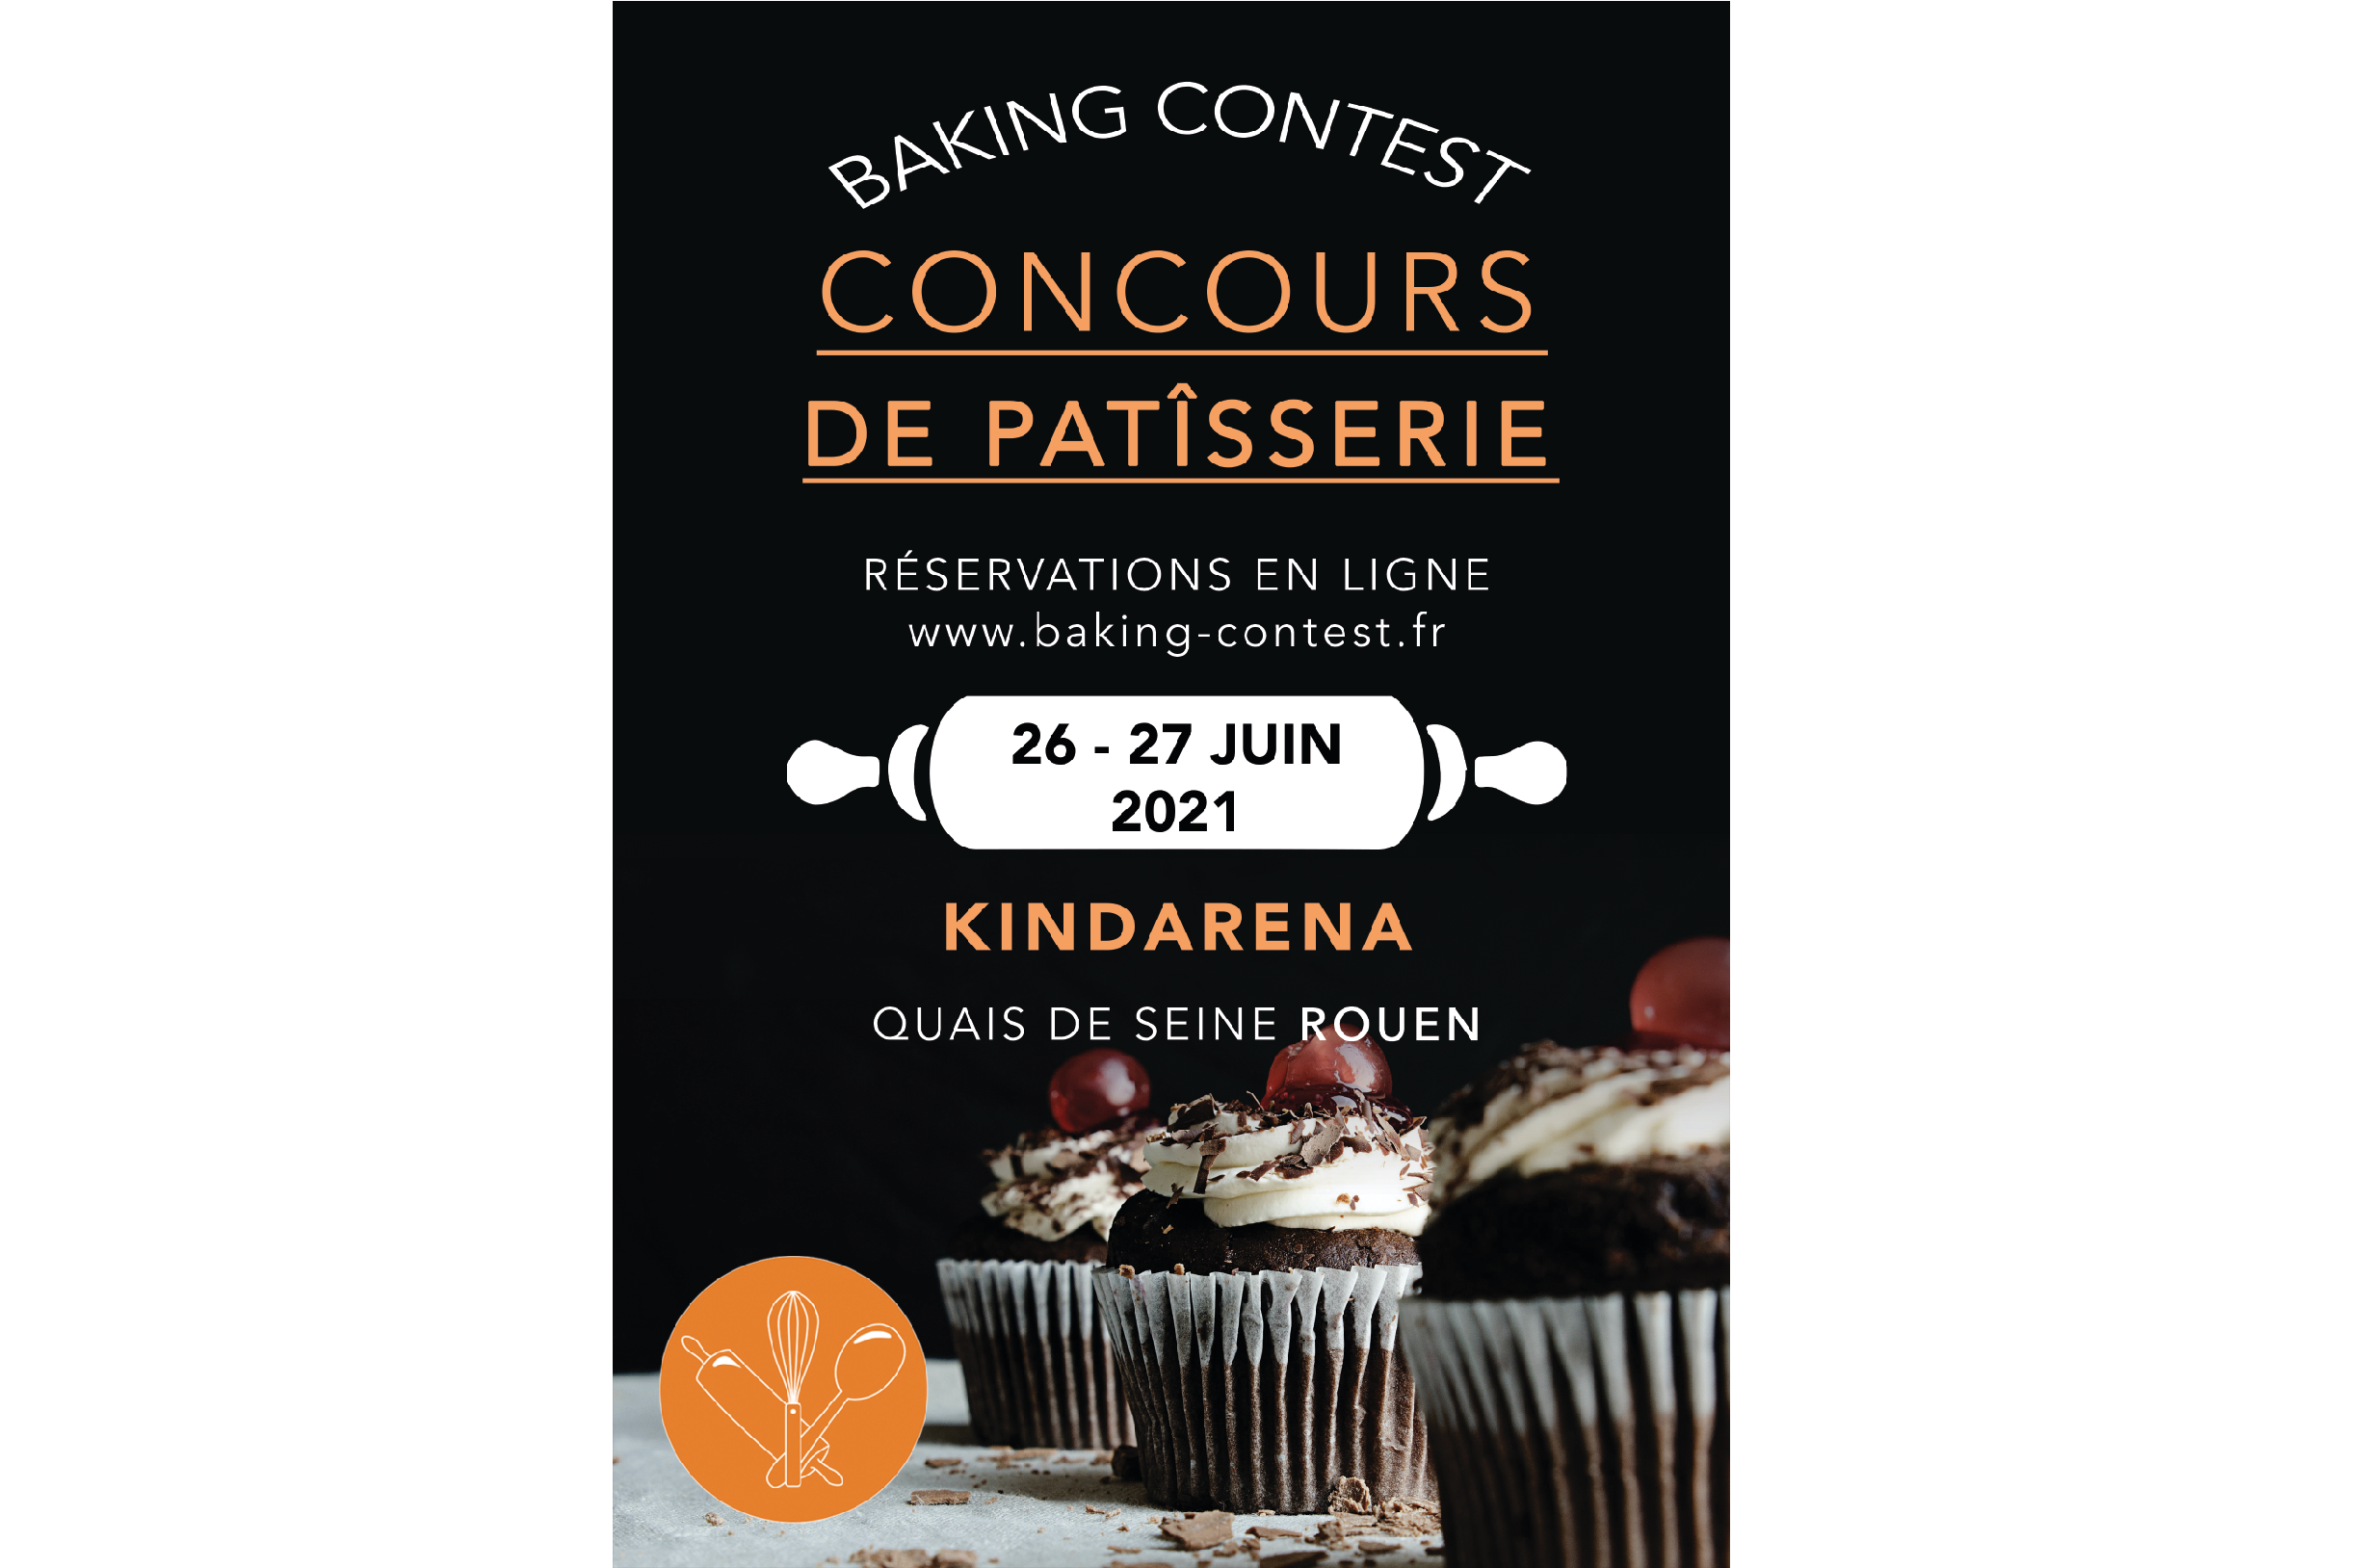 BAKING CONTEST
CONCOURS
DE PATÎSSERIE
RÉSERVATIONS EN LIGNE
www.baking-contest.fr
26 - 27 JUIN
2021
KINDARENA
QUAIS DE SEINE ROUEN